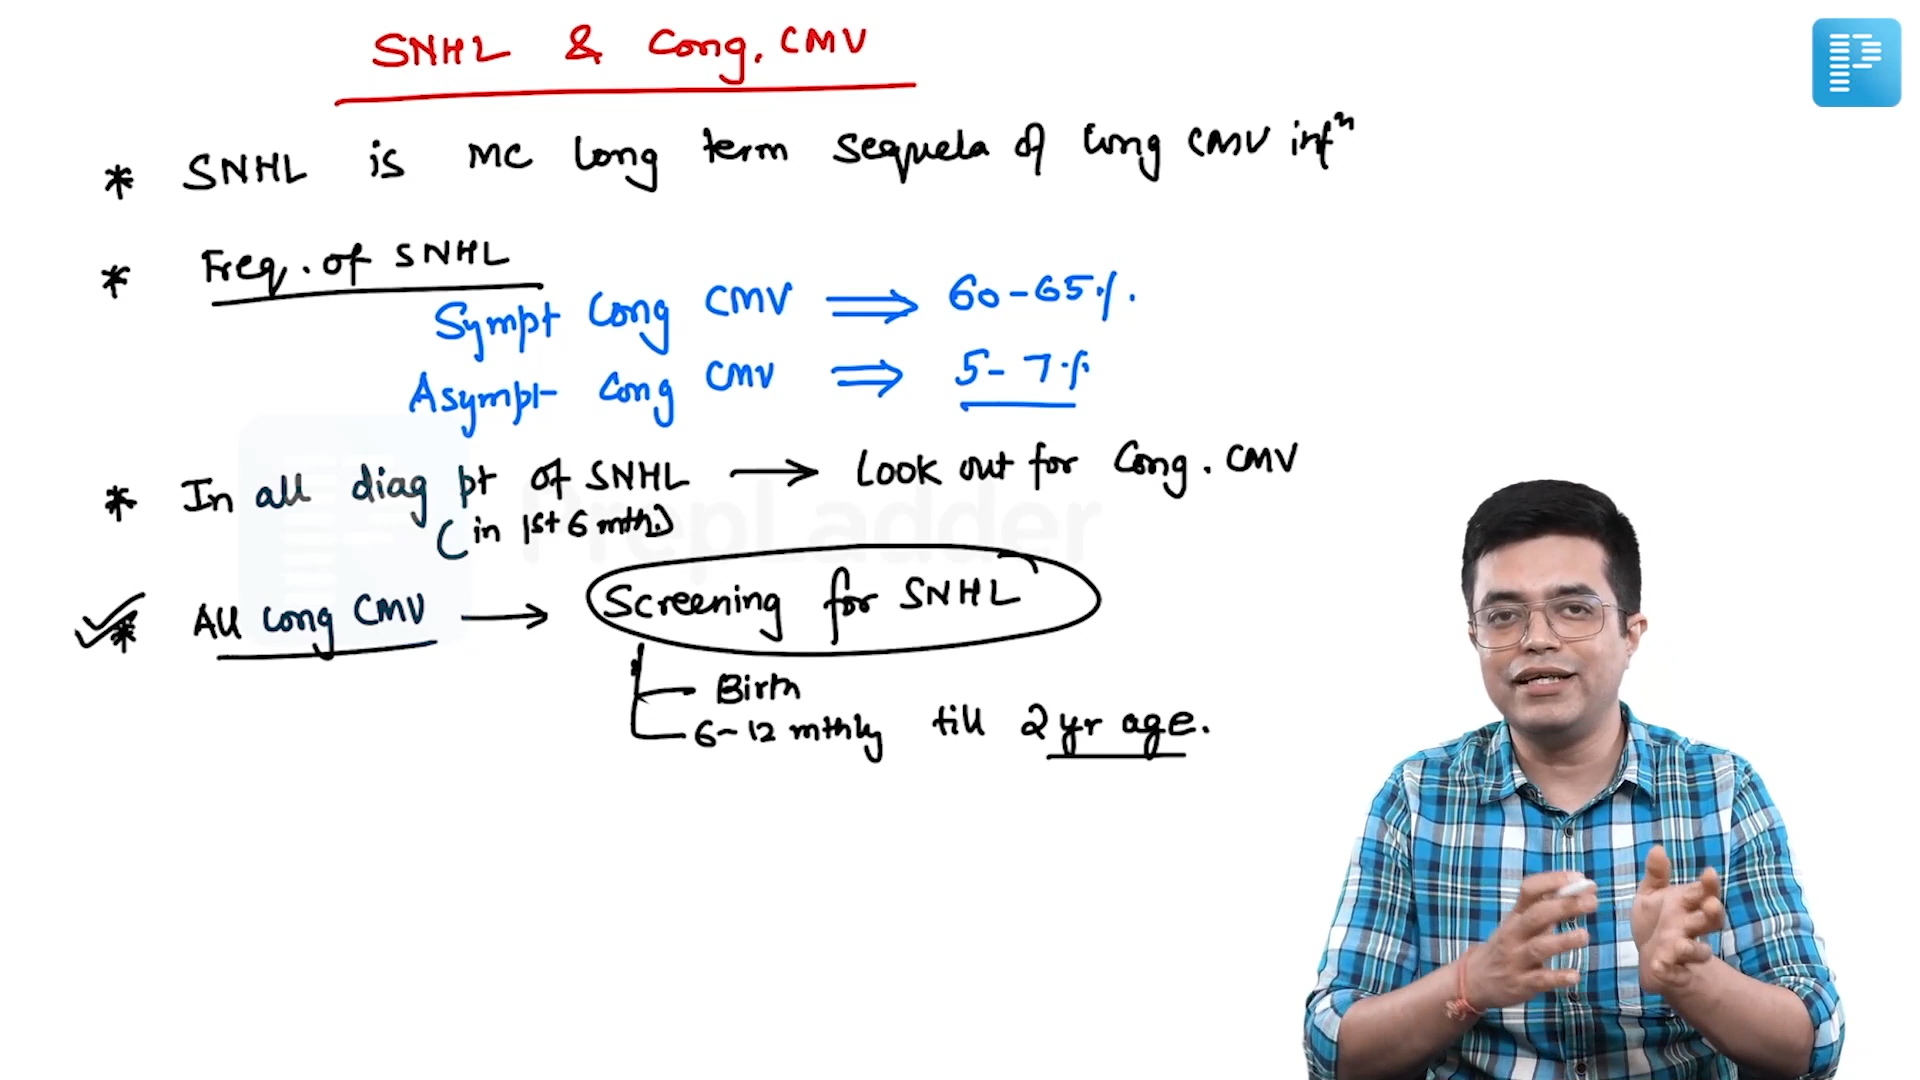 SNHL & Cong. CMV
* SNHL is MC long term sequela of Cong CMV infⁿ
* Freq. of SNHL
Sympt Cong CMV ⇒ 60-65%.
Asympt Cong CMV ⇒ 5-7%
* In all diag pt of SNHL → Look out for Cong. CMV
(in 1st 6 mth)
* All Cong CMV → Screening for SNHL
Birth
6-12 mthly till 2 yr age.
PrepLadder